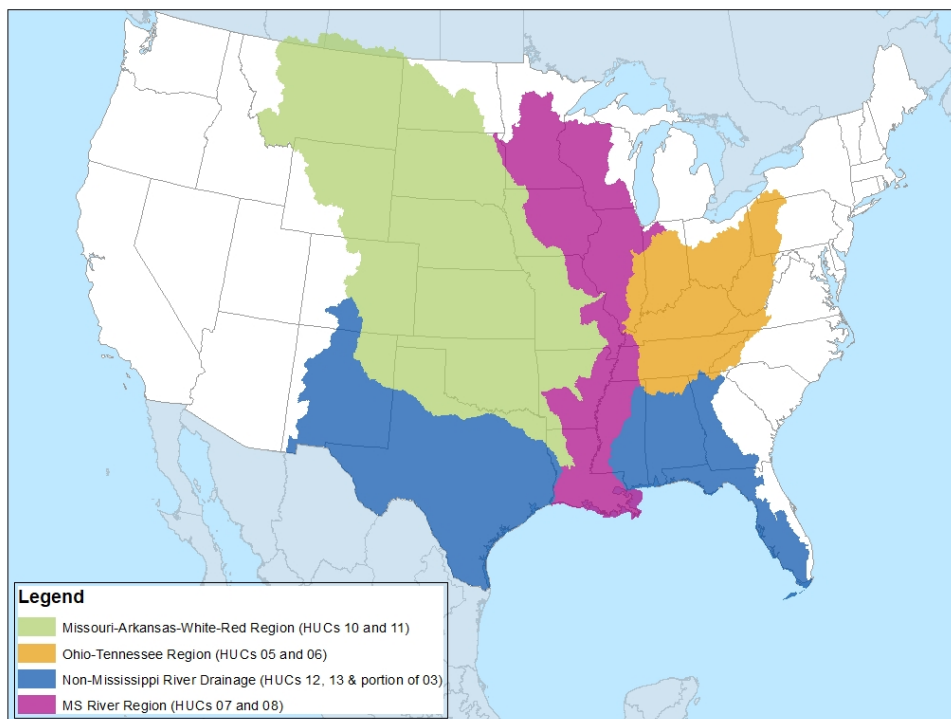 Legend
Missouri-Arkansas-White-Red Region (HUCs 10 and 11)
Ohio-Tennessee Region (HUCs 05 and 06)
Non-Mississippi River Drainage (HUCs 12, 13 & portion of 03)
MS River Region (HUCs 07 and 08)